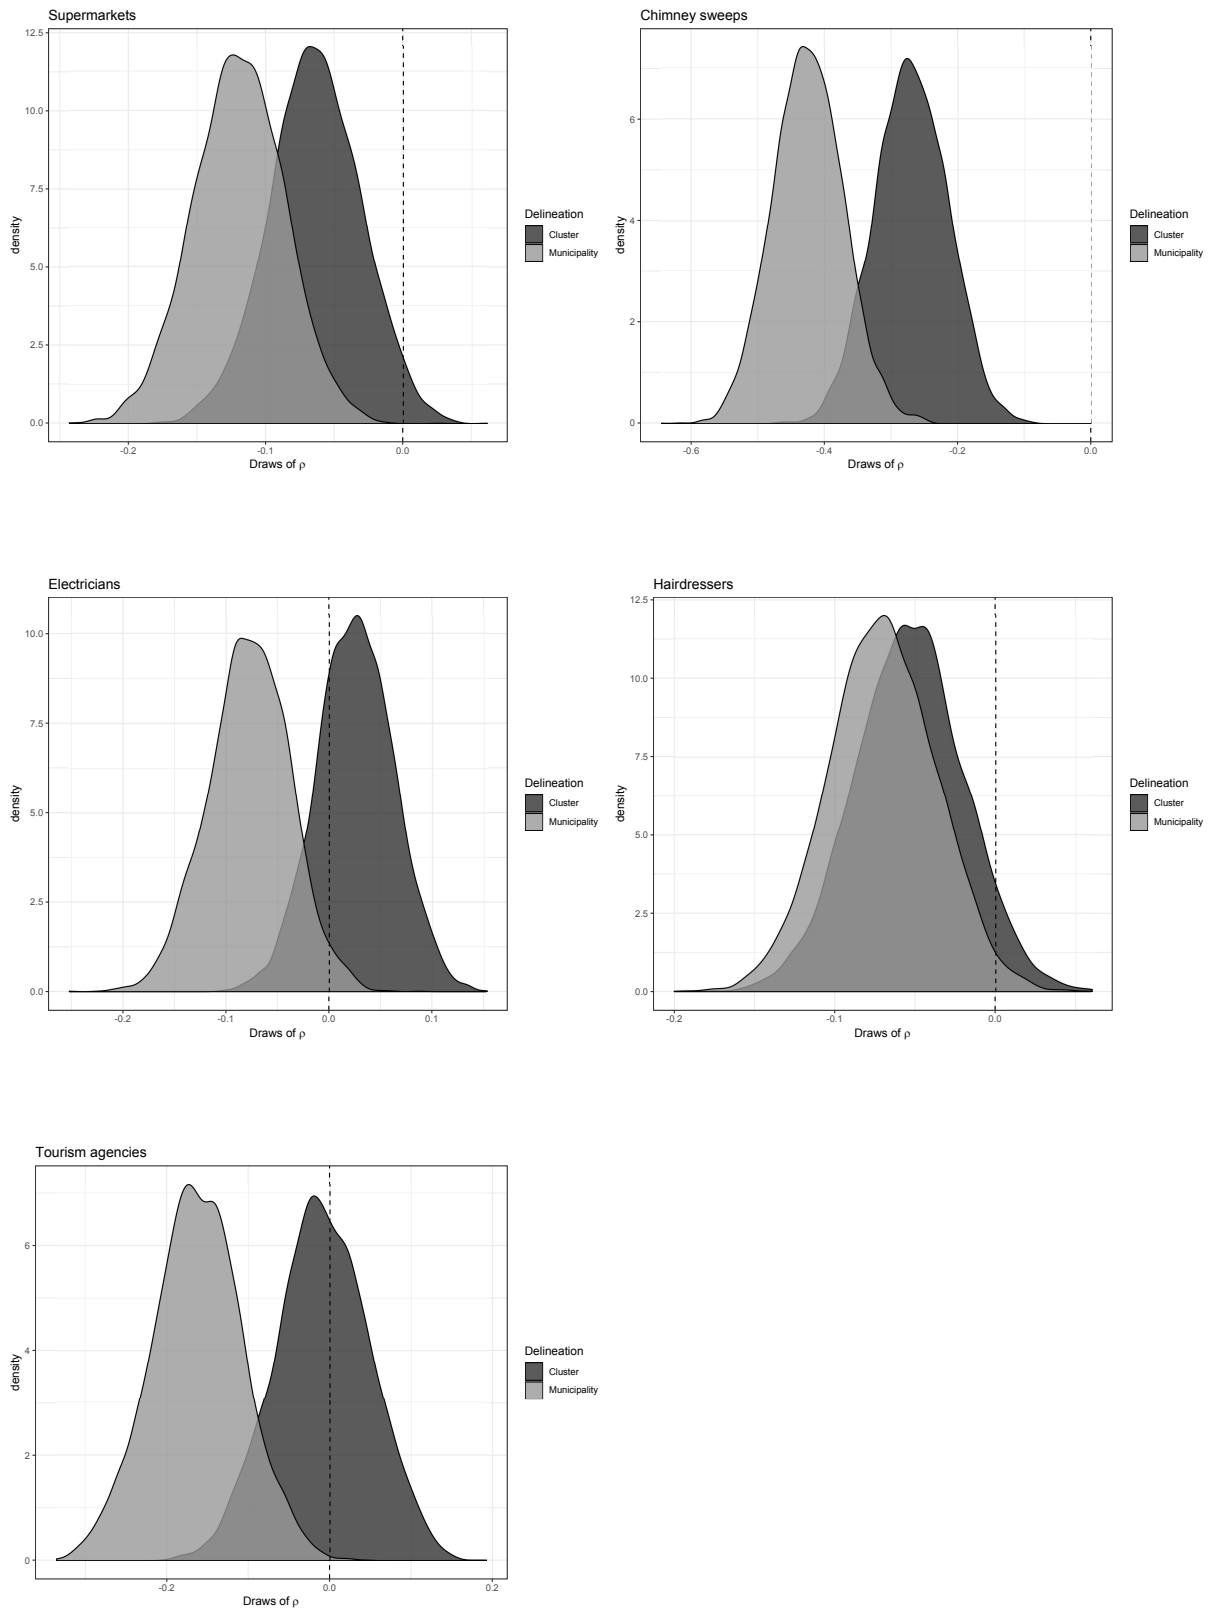 Supermarkets
12.5
10.0
7.5
5.0
2.5
0.0
density
-0.2
-0.1
0.0
Draws of ρ
Delineation
Cluster
Municipality
Chimney sweeps
6
4
2
0
density
-0.6
-0.4
-0.2
0.0
Draws of ρ
Delineation
Cluster
Municipality
Electricians
10.0
7.5
5.0
2.5
0.0
density
-0.2
-0.1
0.0
0.1
Draws of ρ
Delineation
Cluster
Municipality
Hairdressers
12.5
10.0
7.5
5.0
2.5
0.0
density
-0.2
-0.1
0.0
Draws of ρ
Delineation
Cluster
Municipality
Tourism agencies
6
4
2
0
density
-0.2
0.0
0.2
Draws of ρ
Delineation
Cluster
Municipality